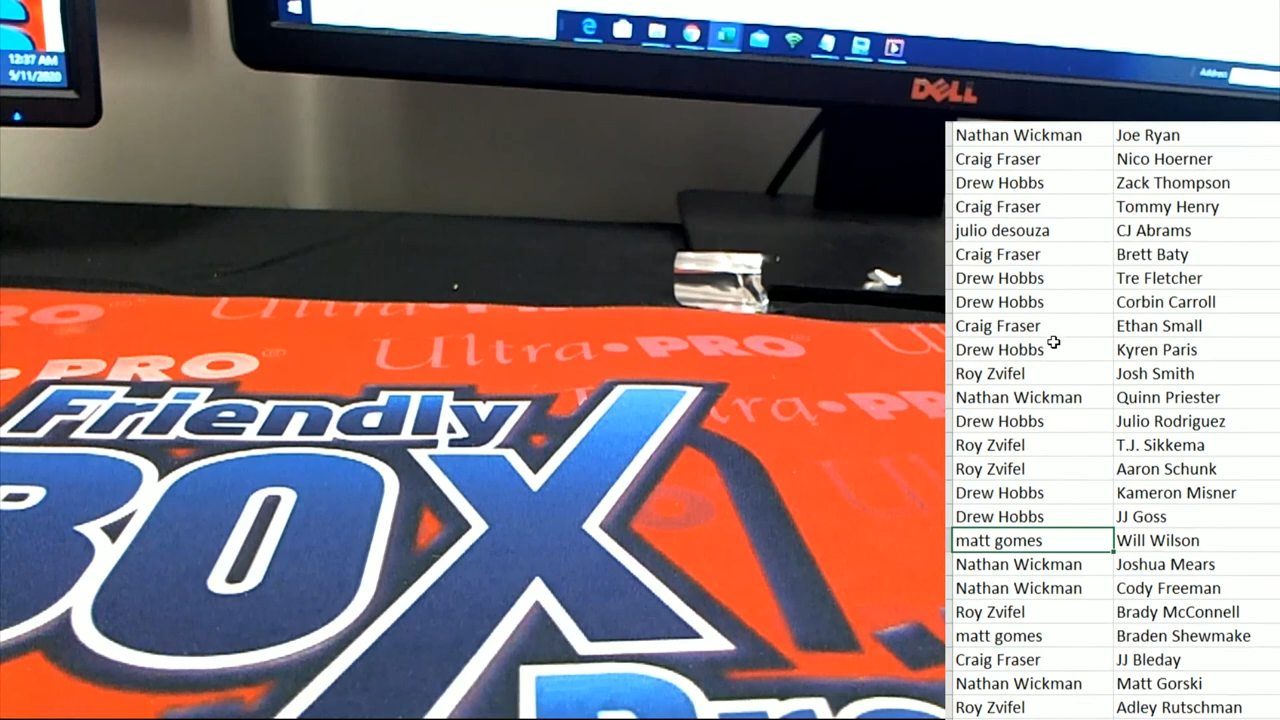 12:37 AM
5/11/2020
Address
DELL
Ultra•PRO®
Ultra•PRO®
PRO
Friendly
BOX
Nathan Wickman Joe Ryan
Craig Fraser Nico Hoerner
Drew Hobbs Zack Thompson
Craig Fraser Tommy Henry
julio desouza CJ Abrams
Craig Fraser Brett Baty
Drew Hobbs Tre Fletcher
Drew Hobbs Corbin Carroll
Craig Fraser Ethan Small
Drew Hobbs Kyren Paris
Roy Zvifel Josh Smith
Nathan Wickman Quinn Priester
Drew Hobbs Julio Rodriguez
Roy Zvifel T.J. Sikkema
Roy Zvifel Aaron Schunk
Drew Hobbs Kameron Misner
Drew Hobbs JJ Goss
matt gomes Will Wilson
Nathan Wickman Joshua Mears
Nathan Wickman Cody Freeman
Roy Zvifel Brady McConnell
matt gomes Braden Shewmake
Craig Fraser JJ Bleday
Nathan Wickman Matt Gorski
Roy Zvifel Adley Rutschman